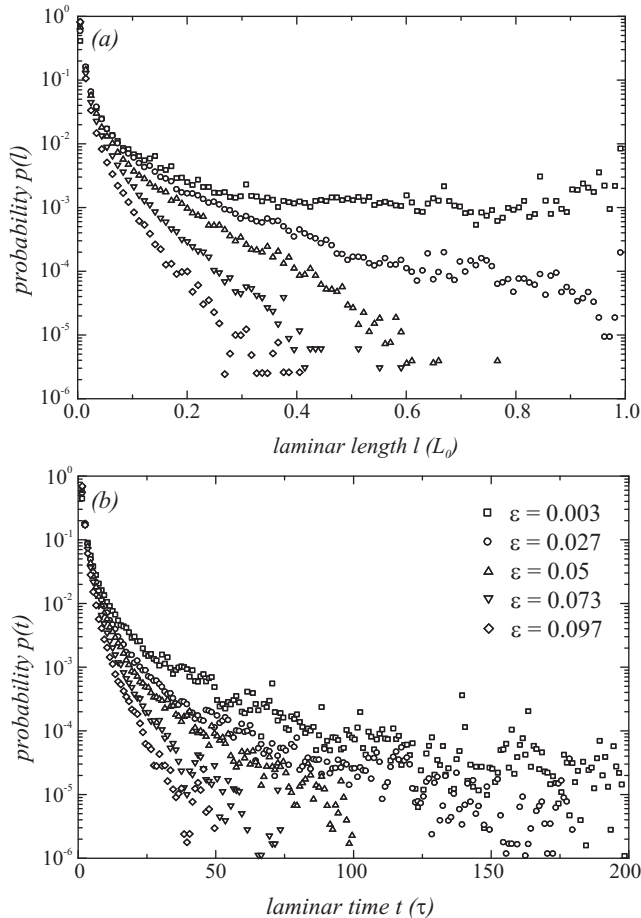 10^0
(a)
10^-1
10^-2
10^-3
10^-4
10^-5
10^-6
probability p(l)
0.0 0.2 0.4 0.6 0.8 1.0
laminar length l (L_0)
10^0
(b)
10^-1
10^-2
10^-3
10^-4
10^-5
10^-6
probability p(t)
ε = 0.003
ε = 0.027
ε = 0.05
ε = 0.073
ε = 0.097
0 50 100 150 200
laminar time t (τ)